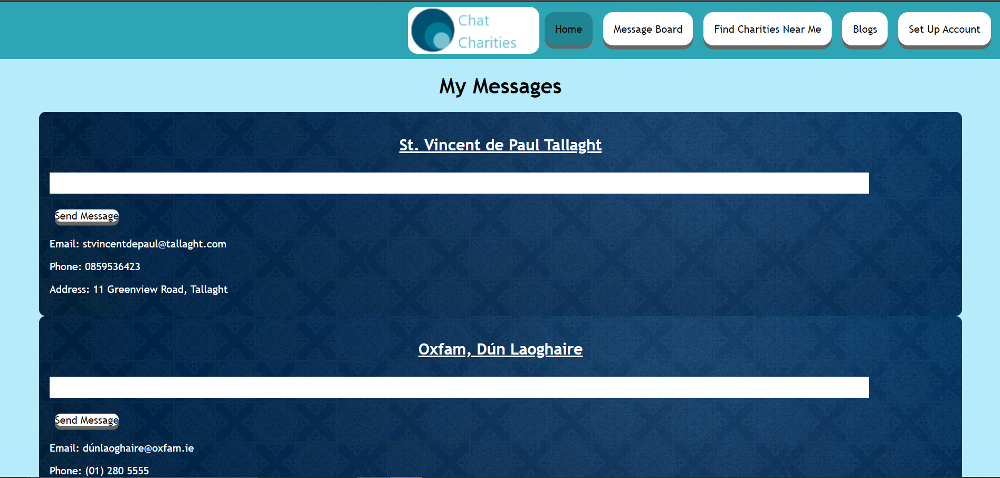 Chat
Charities
Home
Message Board
Find Charities Near Me
Blogs
Set Up Account
My Messages
St. Vincent de Paul Tallaght
Send Message
Email: stvincentdepaul@tallaght.com
Phone: 0859536423
Address: 11 Greenview Road, Tallaght
Oxfam, Dún Laoghaire
Send Message
Email: dúnlaoghaire@oxfam.ie
Phone: (01) 280 5555